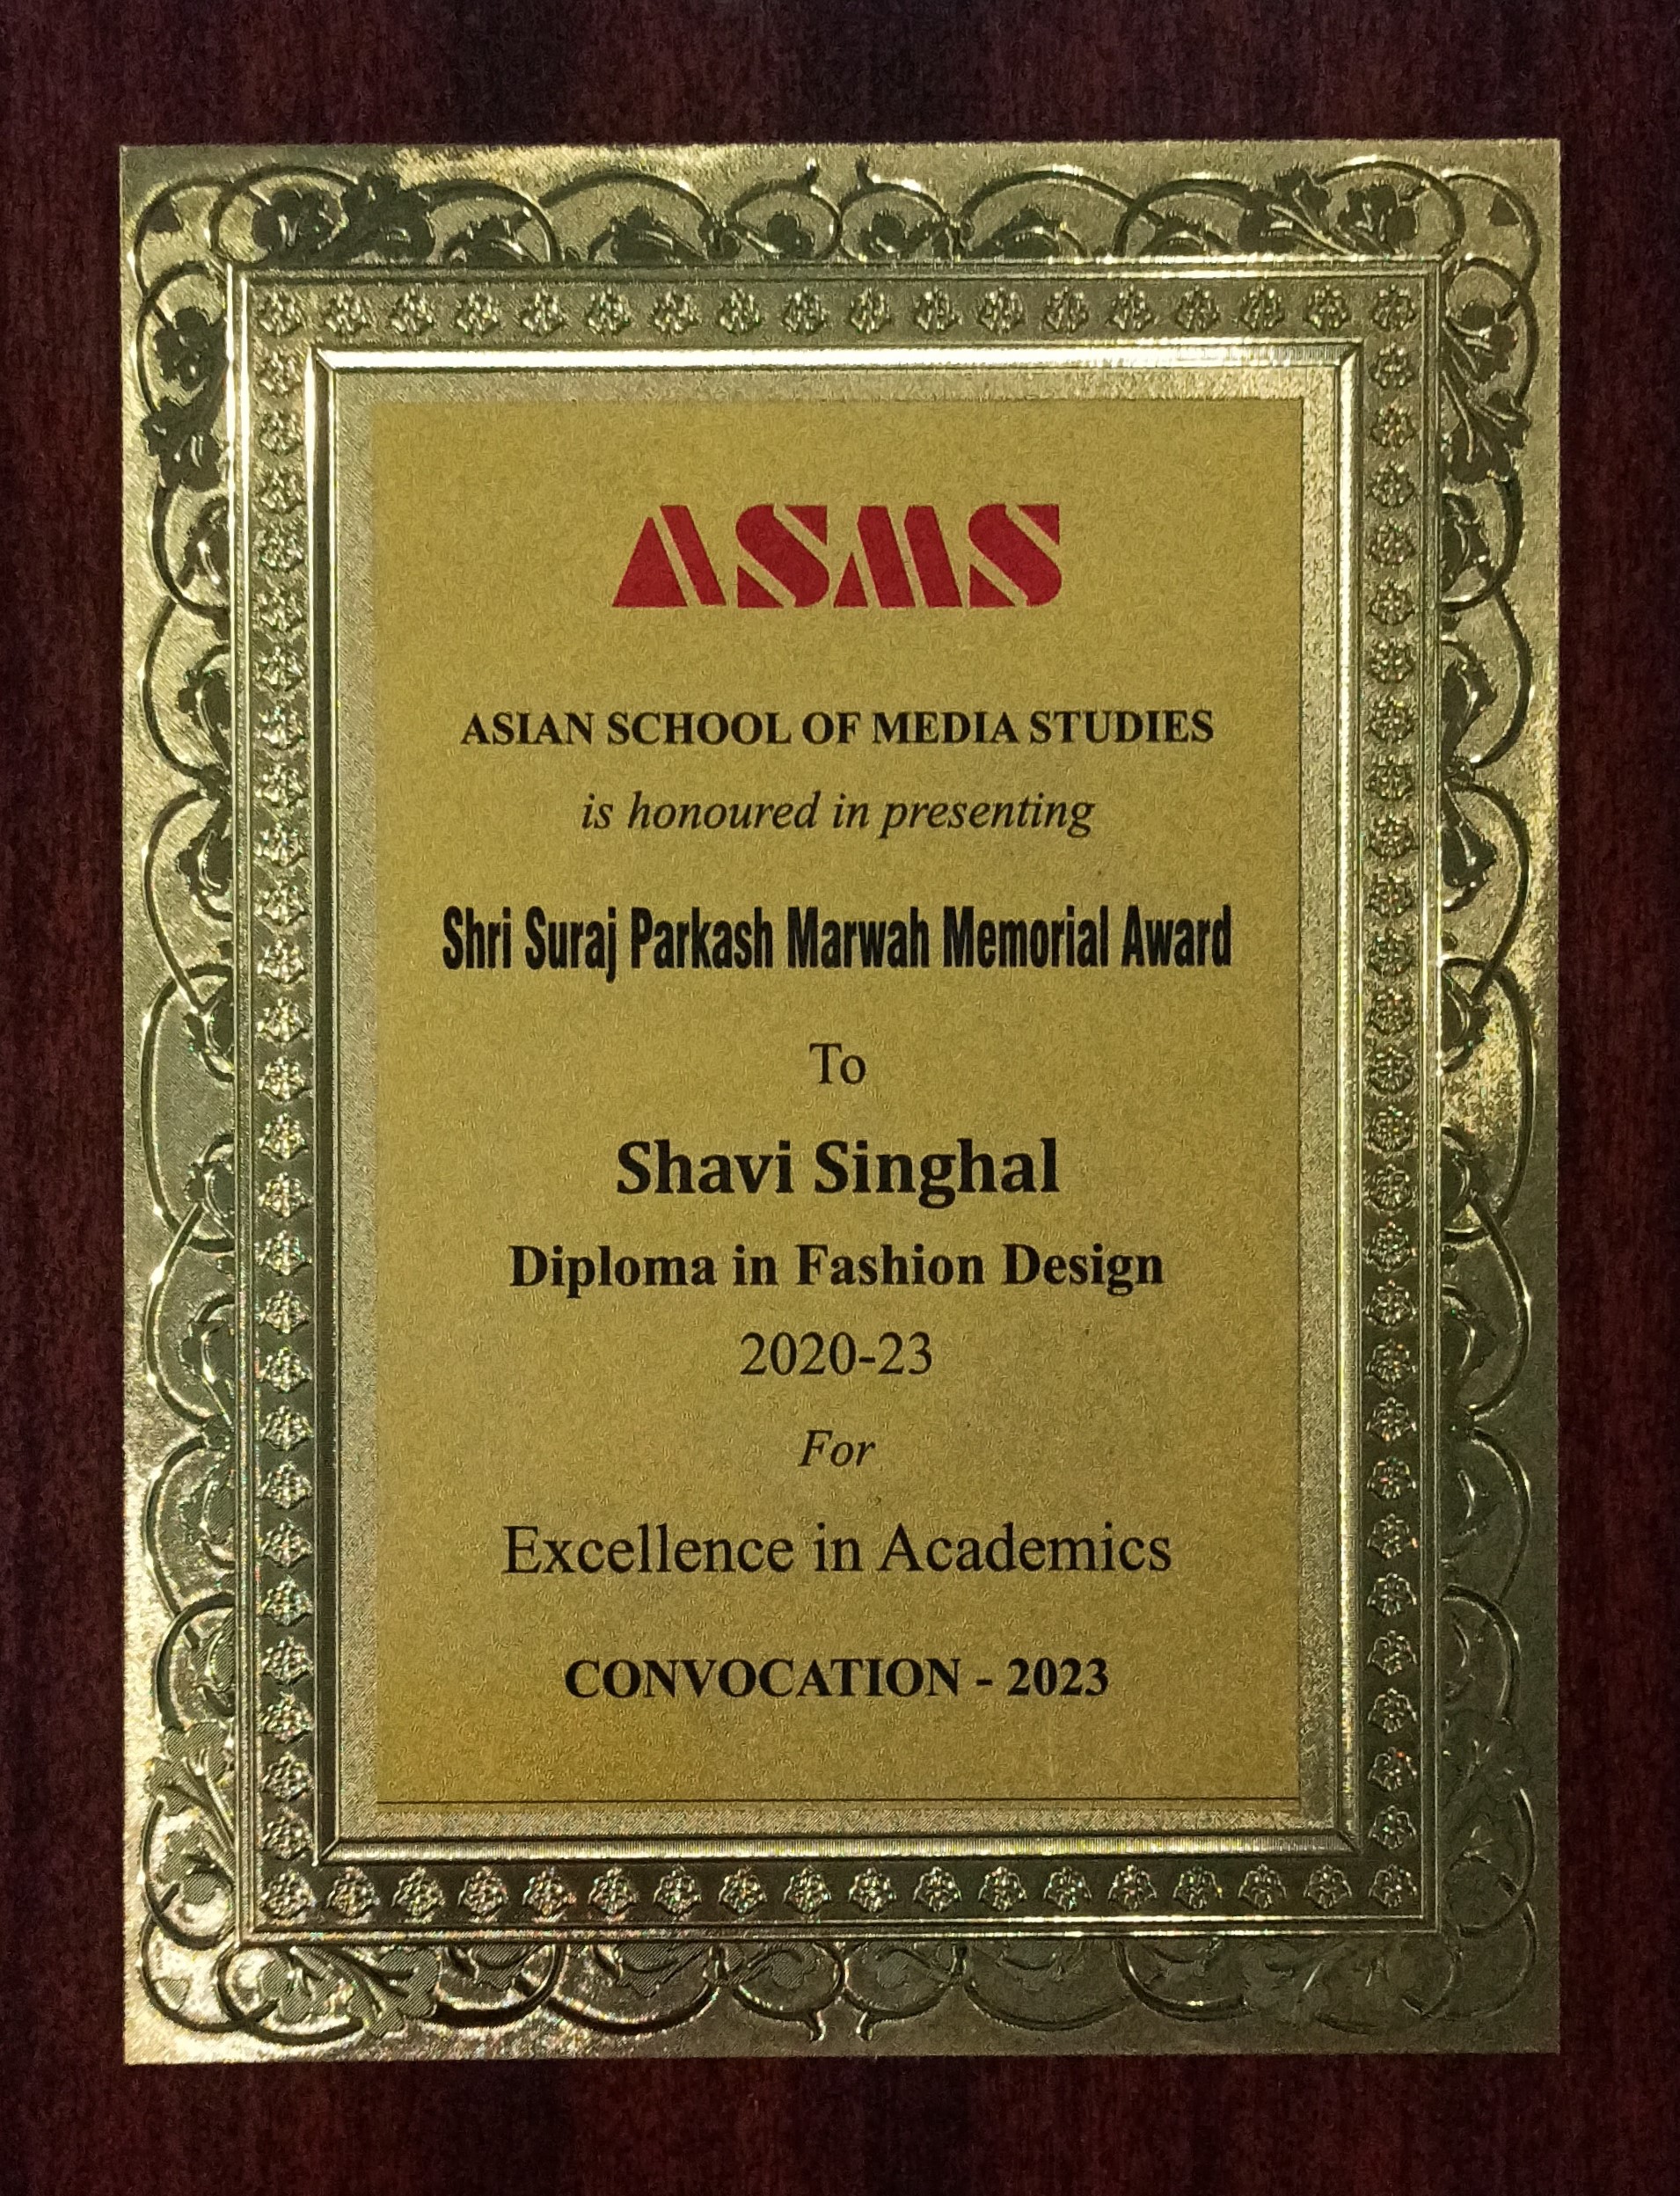 ASMS
ASIAN SCHOOL OF MEDIA STUDIES
is honoured in presenting
Shri Suraj Parkash Marwah Memorial Award
To
Shavi Singhal
Diploma in Fashion Design
2020-23
For
Excellence in Academics
CONVOCATION - 2023